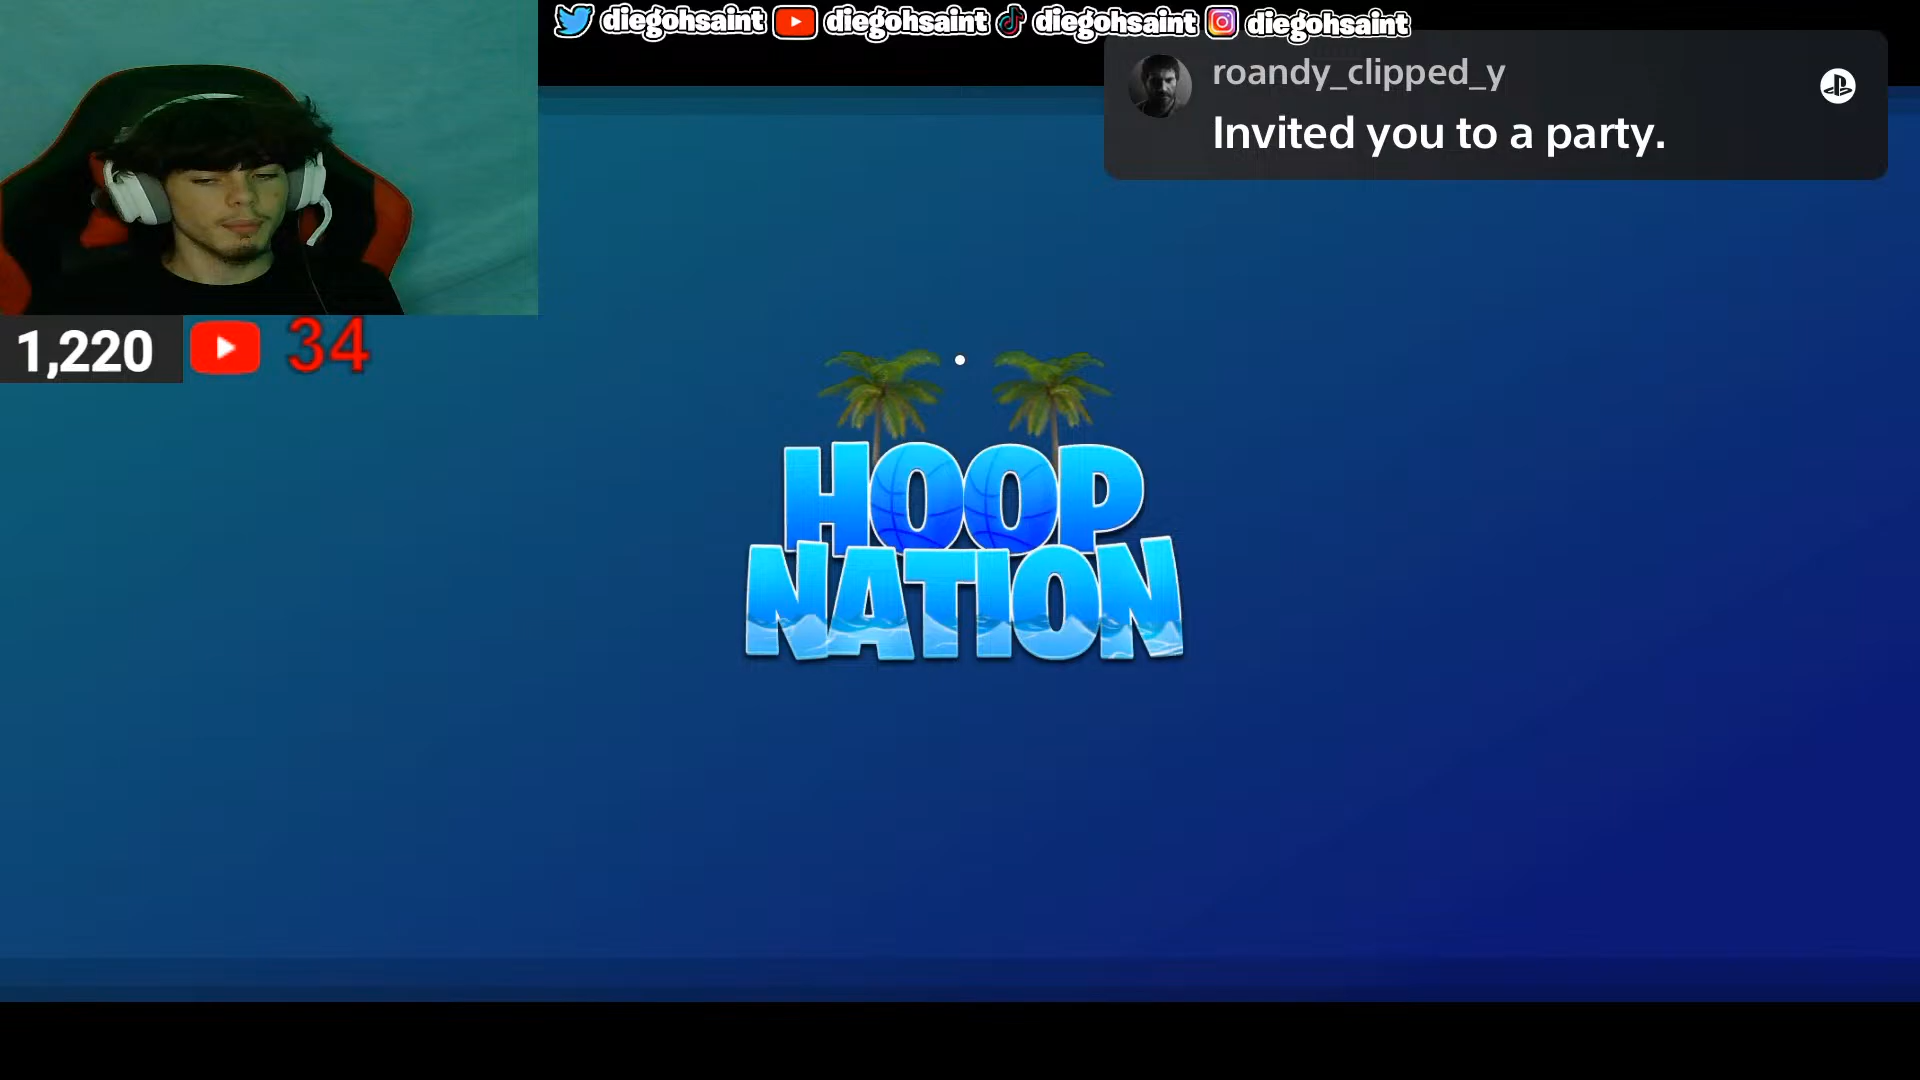 diegohsaint diegohsaint diegohsaint diegohsaint
roandy_clipped_y
Invited you to a party.
1,220 34
HOOP
NATION